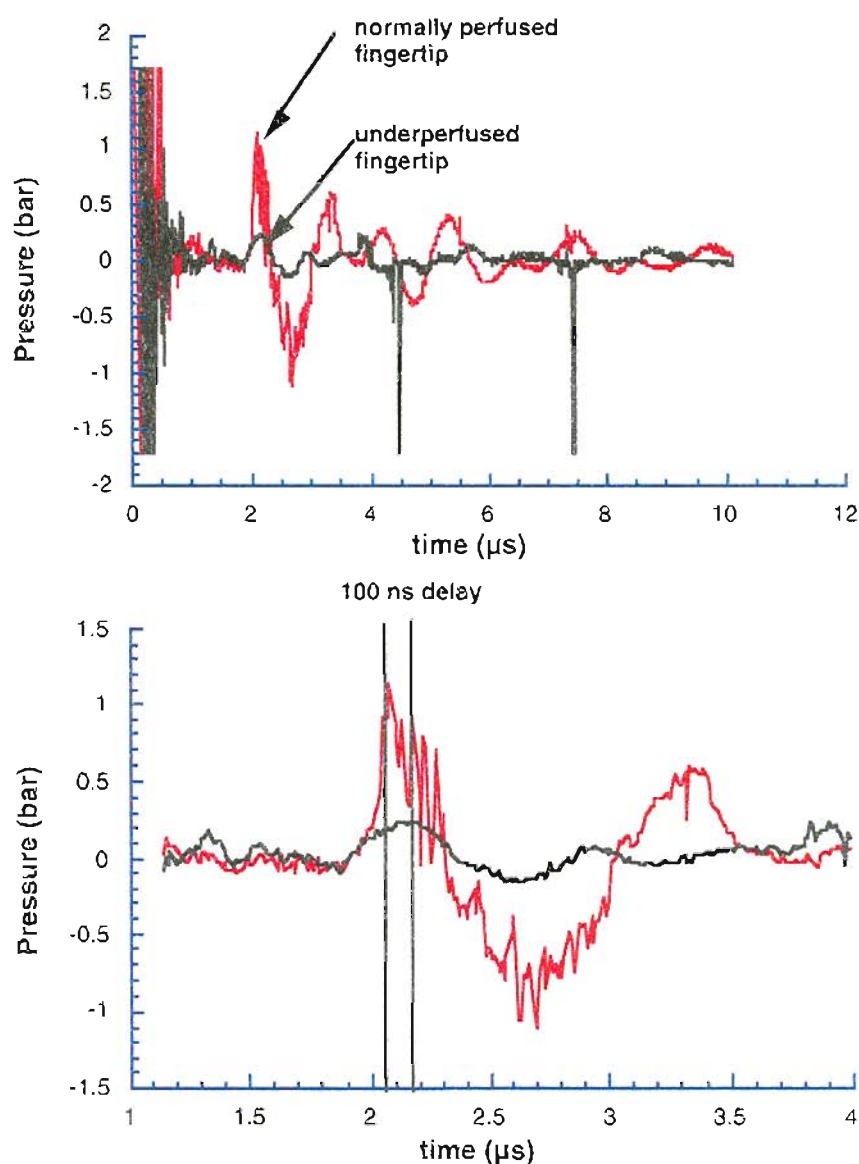 normally perfused
fingertip
underperfused
fingertip
2
1.5
1
0.5
0
-0.5
-1
-1.5
-2
Pressure (bar)
0 2 4 6 8 10 12
time (µs)
100 ns delay
1.5
1
0.5
0
-0.5
-1
-1.5
Pressure (bar)
1 1.5 2 2.5 3 3.5 4
time (µs)